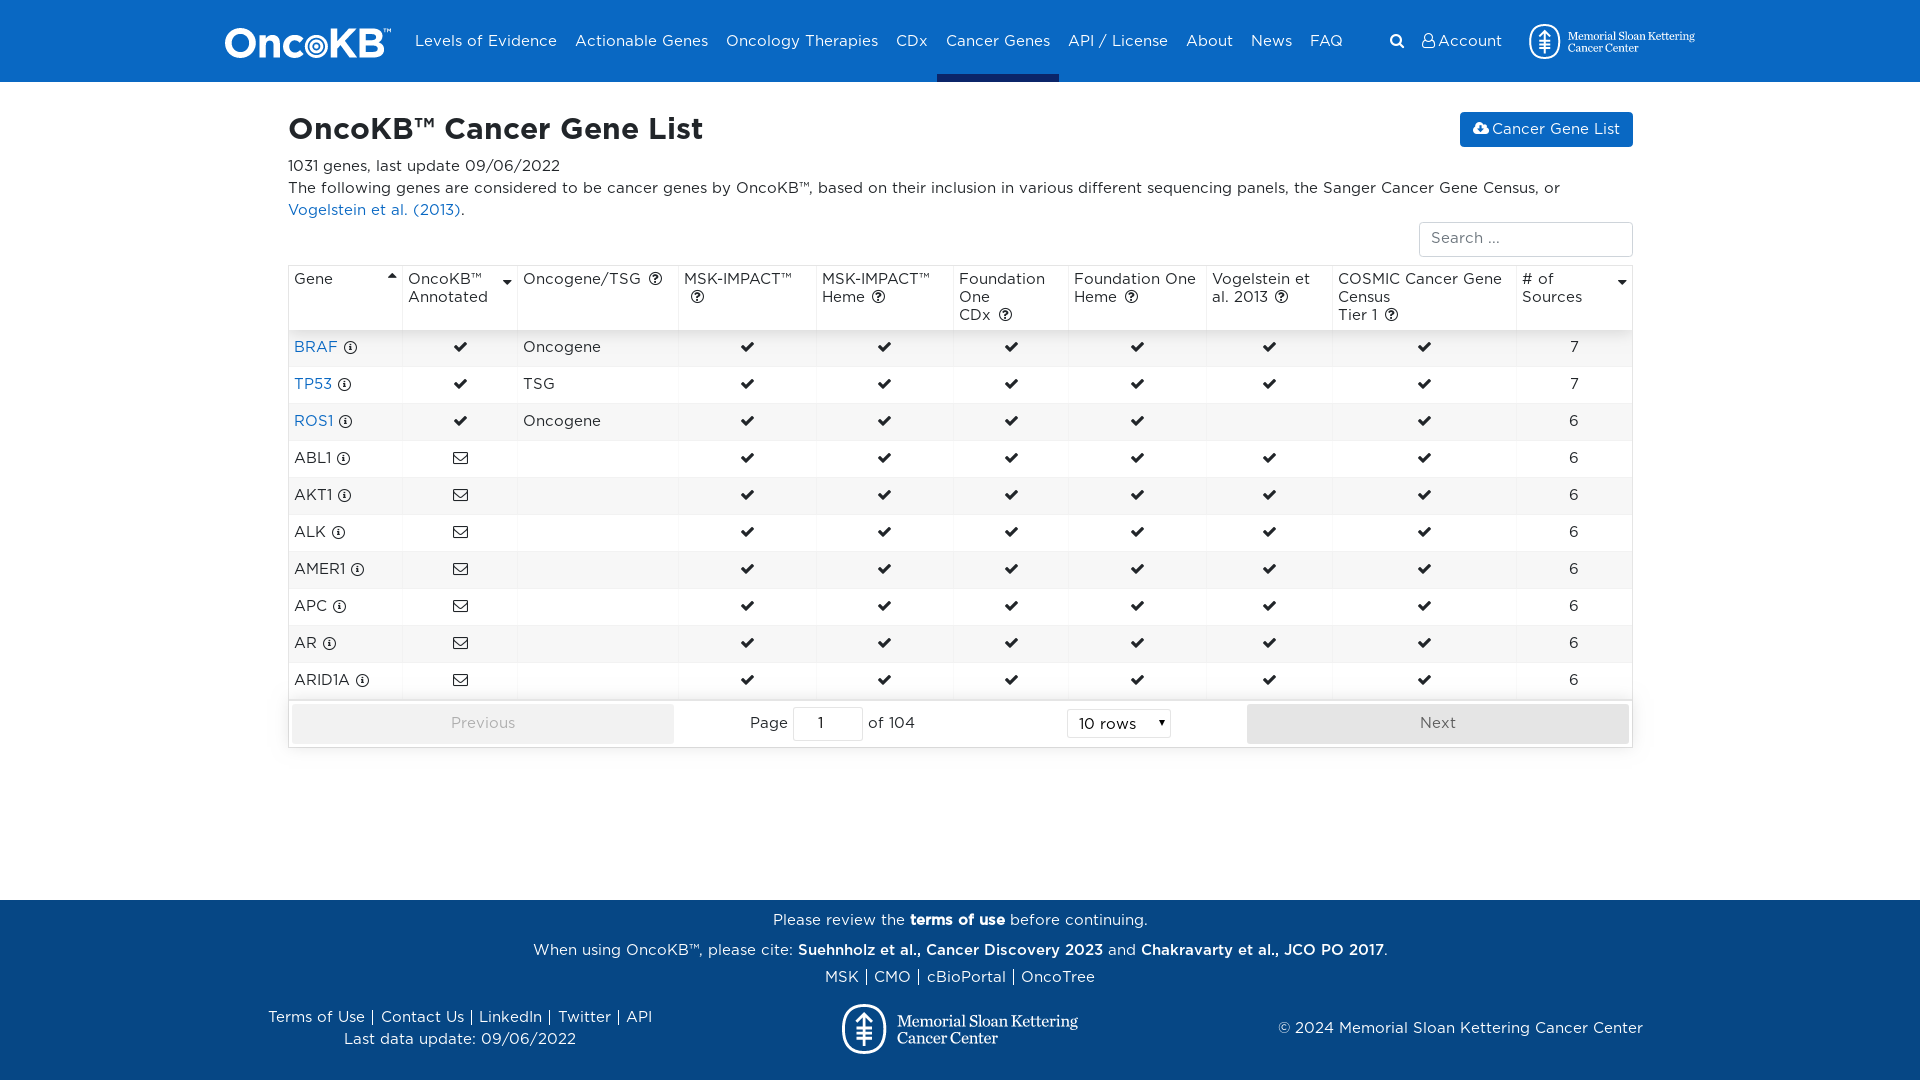 OncoKB™ Levels of Evidence Actionable Genes Oncology Therapies CDx Cancer Genes API / License About News FAQ Account Memorial Sloan Kettering Cancer Center
OncoKB™ Cancer Gene List
Cancer Gene List
1031 genes, last update 09/06/2022
The following genes are considered to be cancer genes by OncoKB™, based on their inclusion in various different sequencing panels, the Sanger Cancer Gene Census, or
Vogelstein et al. (2013).
Search ...
Gene OncoKB™ Annotated Oncogene/TSG MSK-IMPACT™ MSK-IMPACT™ Heme Foundation One CDx Foundation One Heme Vogelstein et al. 2013 COSMIC Cancer Gene Census Tier 1 # of Sources
BRAF ✔ Oncogene ✔ ✔ ✔ ✔ ✔ ✔ 7
TP53 ✔ TSG ✔ ✔ ✔ ✔ ✔ ✔ 7
ROS1 ✔ Oncogene ✔ ✔ ✔ ✔ ✔ 6
ABL1 ✔ ✔ ✔ ✔ ✔ ✔ 6
AKT1 ✔ ✔ ✔ ✔ ✔ ✔ 6
ALK ✔ ✔ ✔ ✔ ✔ ✔ 6
AMER1 ✔ ✔ ✔ ✔ ✔ ✔ 6
APC ✔ ✔ ✔ ✔ ✔ ✔ 6
AR ✔ ✔ ✔ ✔ ✔ ✔ 6
ARID1A ✔ ✔ ✔ ✔ ✔ ✔ 6
Previous Page 1 of 104 10 rows Next
Please review the terms of use before continuing.
When using OncoKB™, please cite: Suehnholz et al., Cancer Discovery 2023 and Chakravarty et al., JCO PO 2017.
MSK | CMO | cBioPortal | OncoTree
Terms of Use | Contact Us | LinkedIn | Twitter | API
Last data update: 09/06/2022
Memorial Sloan Kettering
Cancer Center
© 2024 Memorial Sloan Kettering Cancer Center